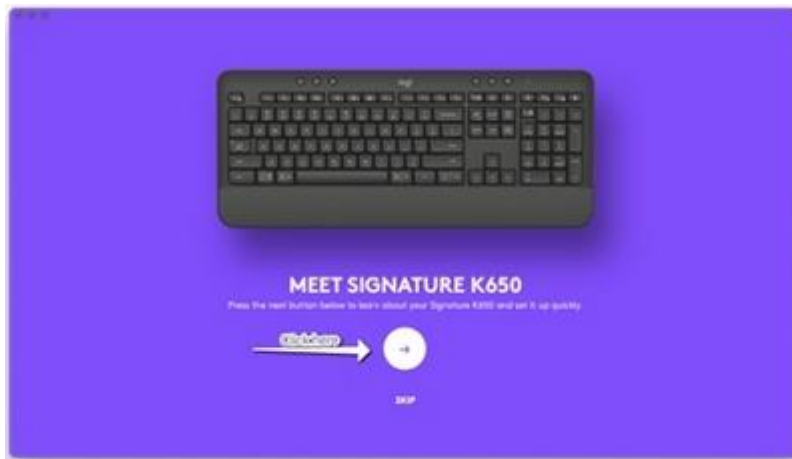 logi
MEET SIGNATURE K650
Press the next button below to learn about your Signature K650 and set it up quickly
Click here
SKIP